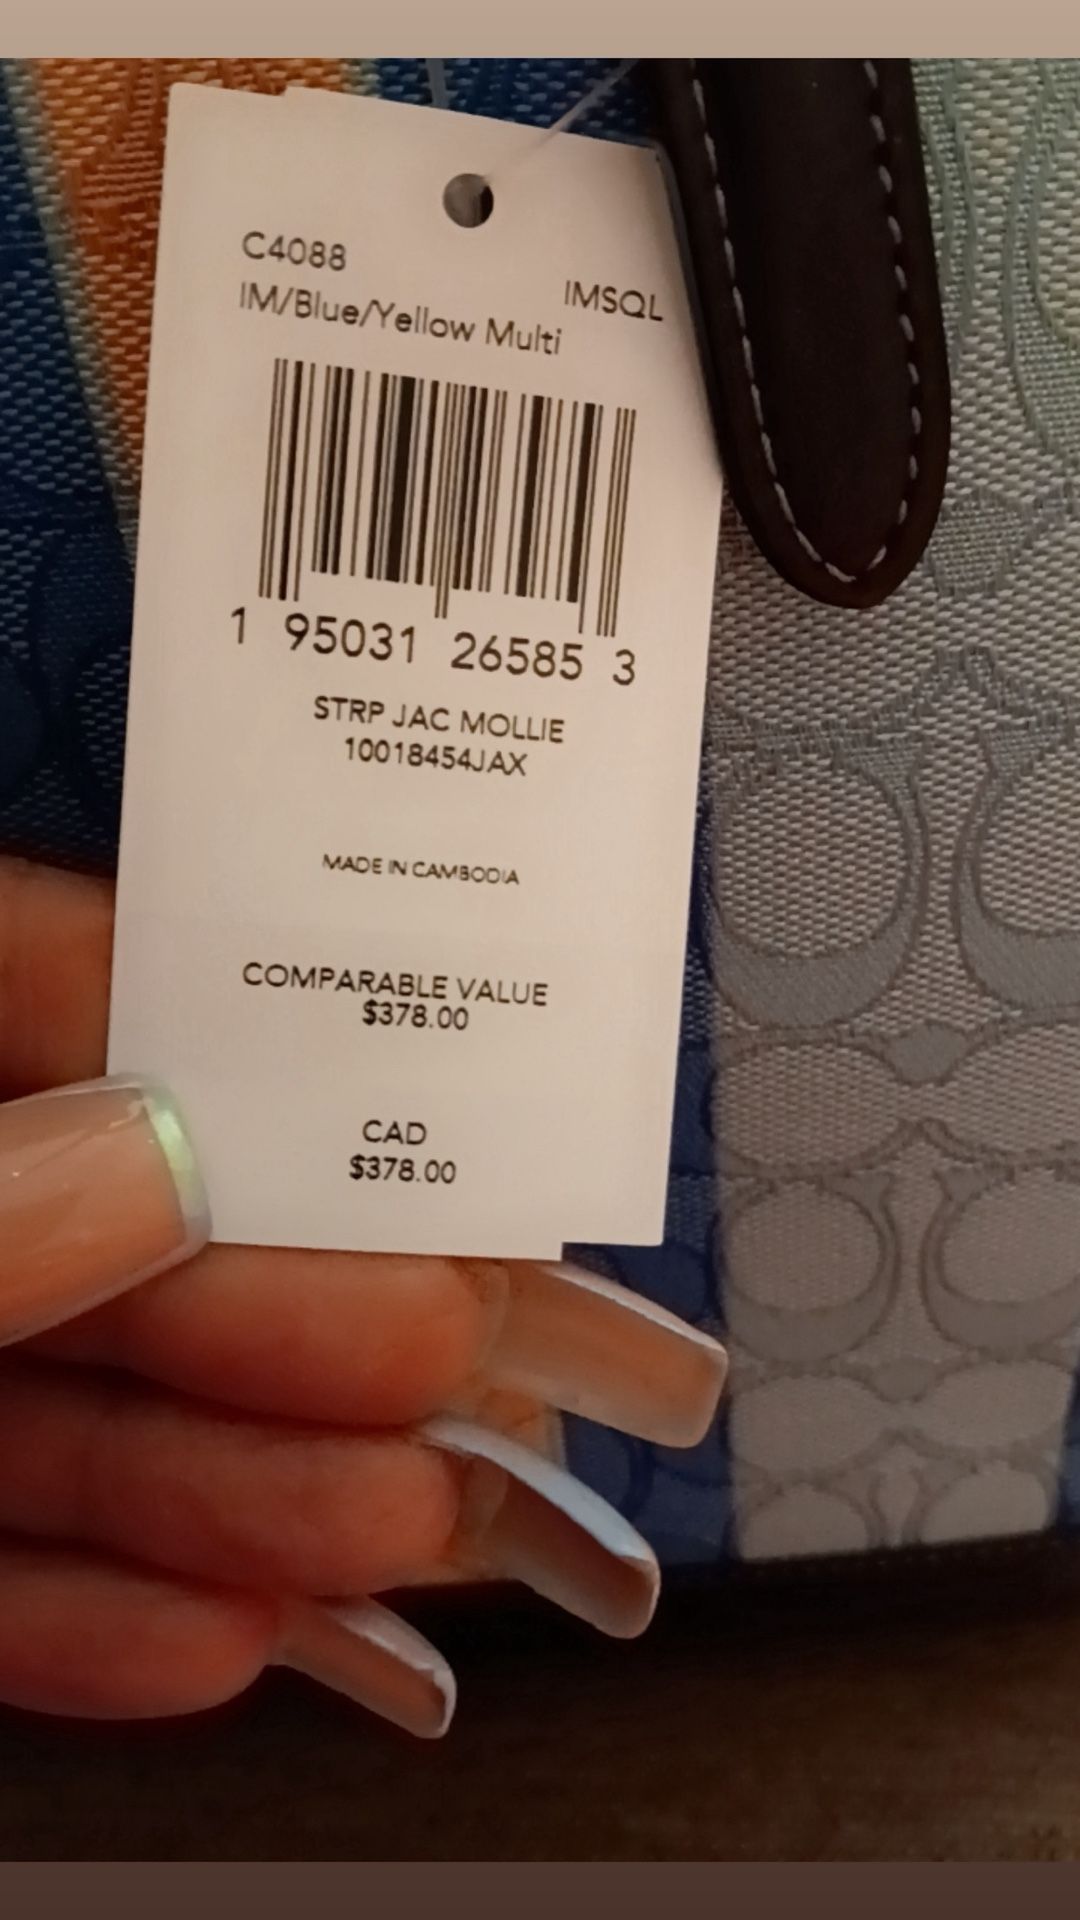 C4088
IMSQL
IM/Blue/Yellow Multi
1 95031 26585 3
STRP JAC MOLLIE
10018454JAX
MADE IN CAMBODIA
COMPARABLE VALUE
$378.00
CAD
$378.00